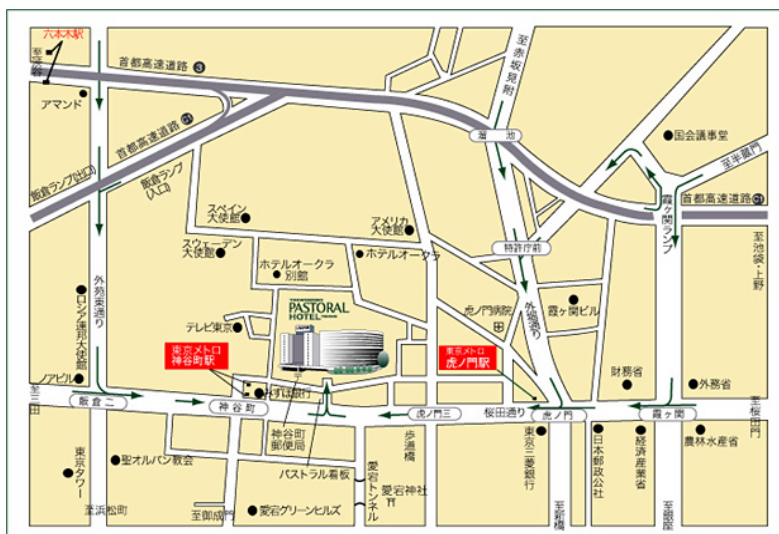 六本木駅
至渋谷
アマンド
首都高速道路 3
首都高速道路 C1
飯倉ランプ(出口)
飯倉ランプ
(入口)
至赤坂見附
溜池
国会議事堂
至半蔵門
首都高速道路 C1
霞ヶ関ランプ
至池袋・上野
スペイン
大使館
アメリカ
大使館
スウェーデン
大使館
ホテルオークラ
別館
ホテルオークラ
特許庁前
外苑東通り
ロシア連邦大使館
テレビ東京
PASTORAL
HOTEL
虎ノ門病院
外堀通り
霞ヶ関ビル
東京メトロ
神谷町駅
東京メトロ
虎ノ門駅
ノアビル
みずほ銀行
財務省
外務省
至三田
飯倉二
神谷町
虎ノ門三
桜田通り
虎ノ門
霞ヶ関
至桜田門
神谷町
郵便局
パストラル看板
歩道橋
東京三菱銀行
日本郵政公社
経済産業省
農林水産省
東京タワー
聖オルバン教会
愛宕トンネル
愛宕神社
至浜松町
至御成門
愛宕グリーンヒルズ
至新橋
至銀座